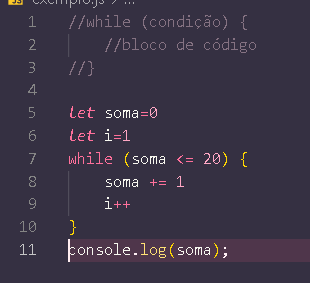 exemplo.js > ...
1 //while (condição) {
2     //bloco de código
3 //}
4
5 let soma=0
6 let i=1
7 while (soma <= 20) {
8     soma += 1
9     i++
10 }
11 console.log(soma);